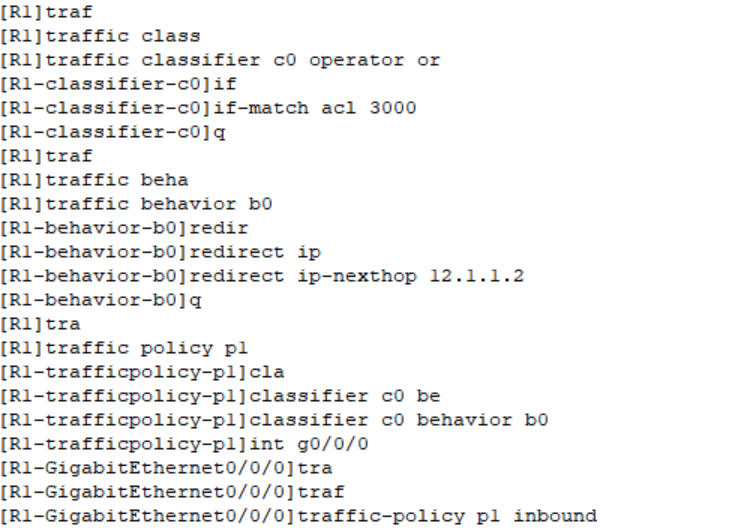 [R1]traf
[R1]traffic class
[R1]traffic classifier c0 operator or
[R1-classifier-c0]if
[R1-classifier-c0]if-match acl 3000
[R1-classifier-c0]q
[R1]traf
[R1]traffic beha
[R1]traffic behavior b0
[R1-behavior-b0]redir
[R1-behavior-b0]redirect ip
[R1-behavior-b0]redirect ip-nexthop 12.1.1.2
[R1-behavior-b0]q
[R1]tra
[R1]traffic policy p1
[R1-trafficpolicy-p1]cla
[R1-trafficpolicy-p1]classifier c0 be
[R1-trafficpolicy-p1]classifier c0 behavior b0
[R1-trafficpolicy-p1]int g0/0/0
[R1-GigabitEthernet0/0/0]tra
[R1-GigabitEthernet0/0/0]traf
[R1-GigabitEthernet0/0/0]traffic-policy p1 inbound